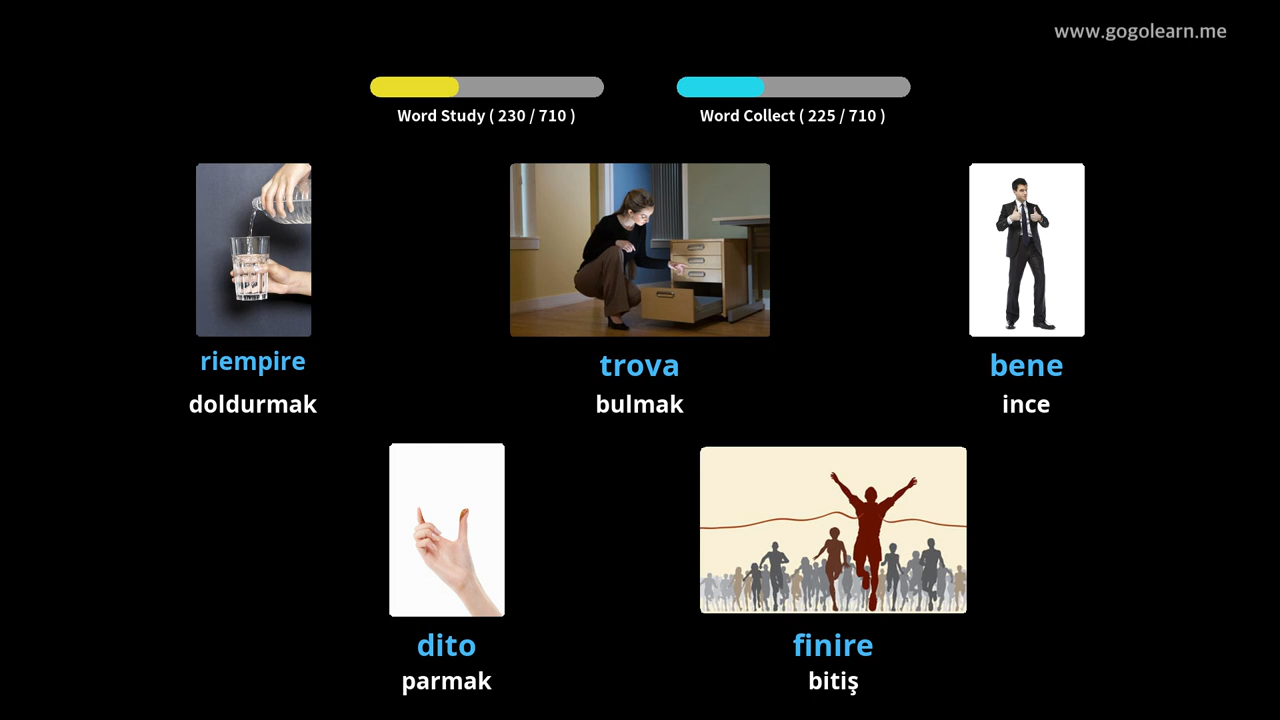 www.gogolearn.me
Word Study ( 230 / 710 )
Word Collect ( 225 / 710 )
riempire
doldurmak
trova
bulmak
bene
ince
dito
parmak
finire
bitiş